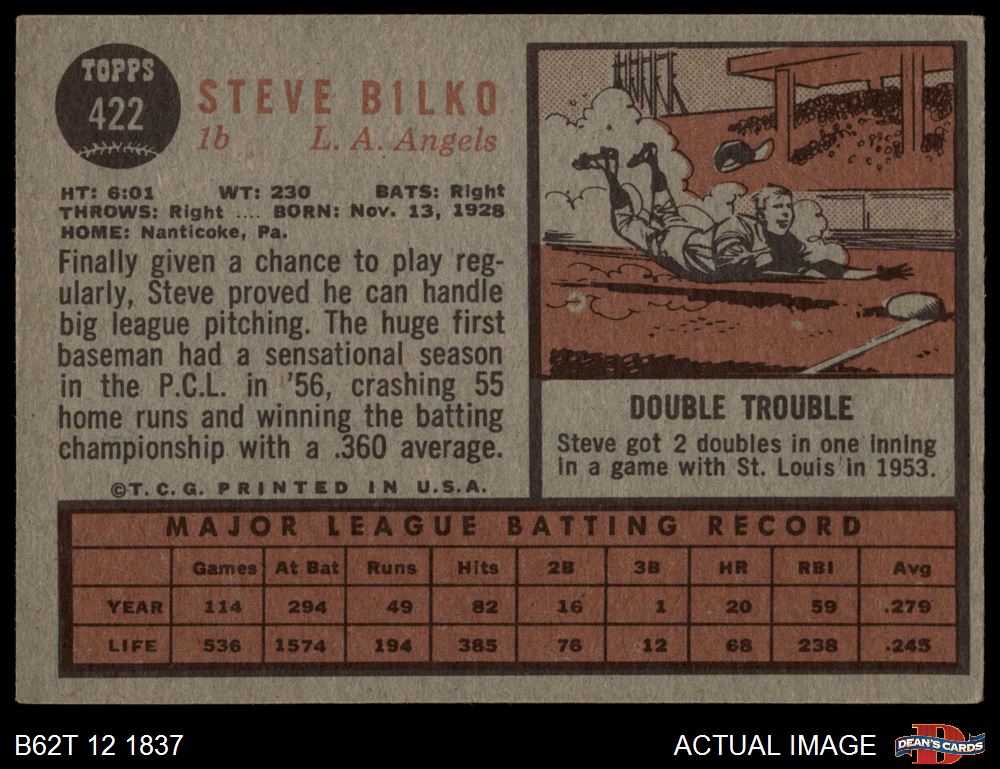 TOPPS
422
STEVE BILKO
1b L. A. Angels
HT: 6:01 WT: 230 BATS: Right
THROWS: Right .... BORN: Nov. 13, 1928
HOME: Nanticoke, Pa.
Finally given a chance to play reg-
ularly, Steve proved he can handle
big league pitching. The huge first
baseman had a sensational season
in the P.C.L. in '56, crashing 55
home runs and winning the batting
championship with a .360 average.
©T. C. G. PRINTED IN U.S.A.
DOUBLE TROUBLE
Steve got 2 doubles in one inning
in a game with St. Louis in 1953.
MAJOR LEAGUE BATTING RECORD
Games At Bat Runs Hits 2B 3B HR RBI Avg
YEAR 114 294 49 82 16 1 20 59 .279
LIFE 536 1574 194 385 76 12 68 238 .245
B62T 12 1837
ACTUAL IMAGE
D
DEAN'S CARDS